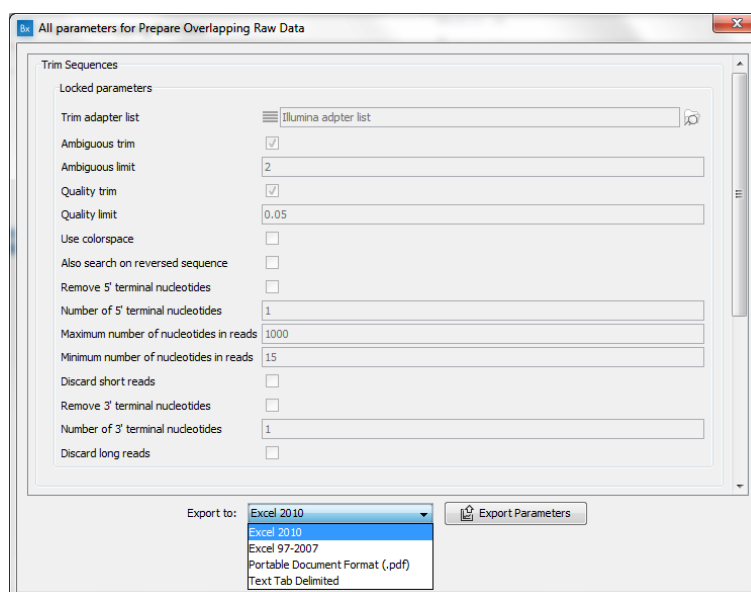 Bx All parameters for Prepare Overlapping Raw Data
Trim Sequences
Locked parameters
Trim adapter list Illumina adpter list
Ambiguous trim
Ambiguous limit 2
Quality trim
Quality limit 0.05
Use colorspace
Also search on reversed sequence
Remove 5' terminal nucleotides
Number of 5' terminal nucleotides 1
Maximum number of nucleotides in reads 1000
Minimum number of nucleotides in reads 15
Discard short reads
Remove 3' terminal nucleotides
Number of 3' terminal nucleotides 1
Discard long reads
Export to: Excel 2010 Export Parameters
Excel 2010
Excel 97-2007
Portable Document Format (.pdf)
Text Tab Delimited